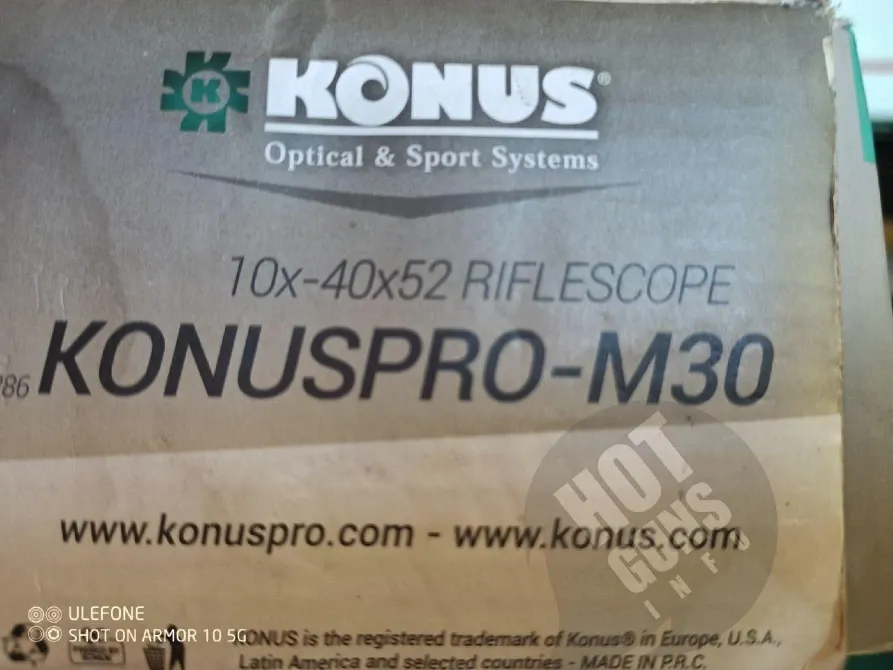 K KONUS®
Optical & Sport Systems
10x-40x52 RIFLESCOPE
86 KONUSPRO-M30
www.konuspro.com - www.konus.com
HOT
GUNS
INFO
KONUS is the registered trademark of Konus® in Europe, U.S.A.,
Latin America and selected countries - MADE IN P.R.C.
ULEFONE
SHOT ON ARMOR 10 5G